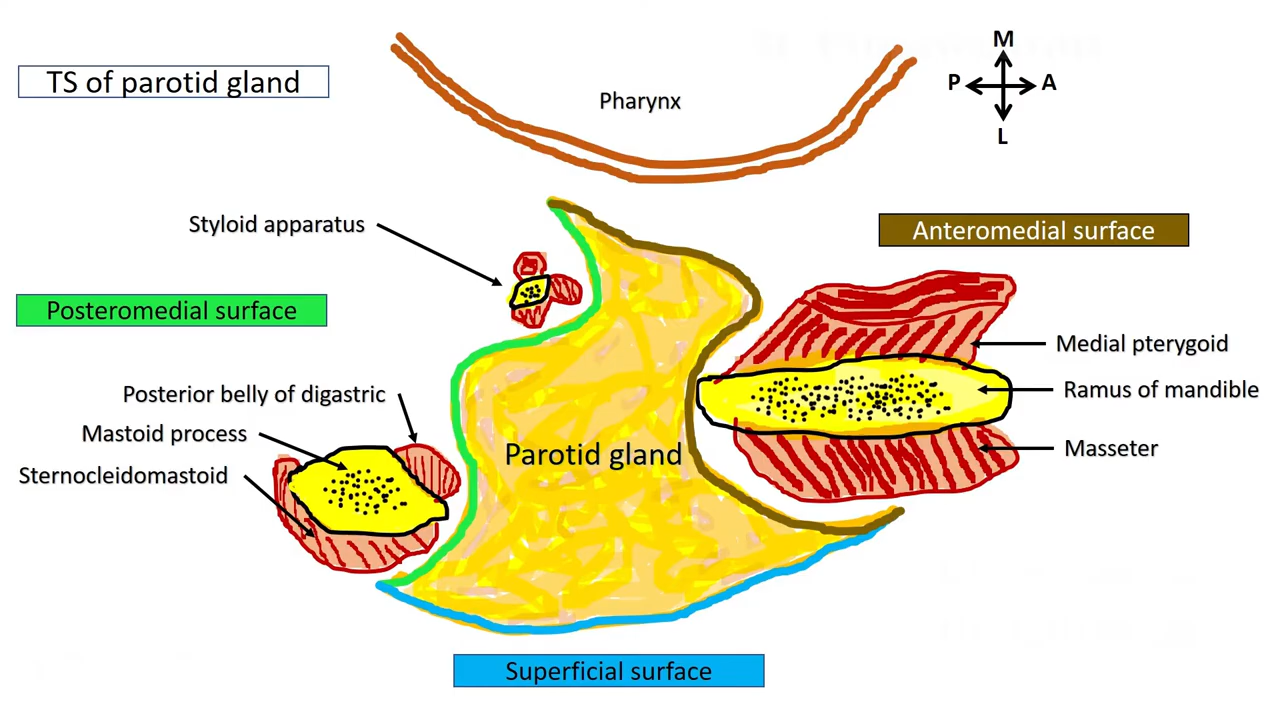 TS of parotid gland
Pharynx
M
P A
L
Styloid apparatus
Anteromedial surface
Posteromedial surface
Medial pterygoid
Ramus of mandible
Posterior belly of digastric
Mastoid process
Masseter
Sternocleidomastoid
Parotid gland
Superficial surface